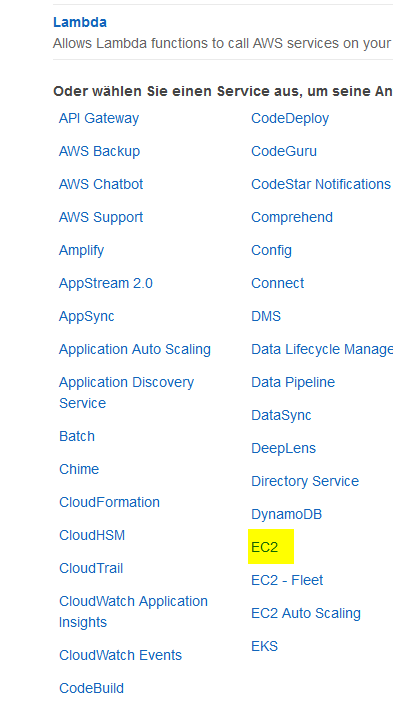 Lambda
Allows Lambda functions to call AWS services on your
Oder wählen Sie einen Service aus, um seine An
API Gateway
AWS Backup
AWS Chatbot
AWS Support
Amplify
AppStream 2.0
AppSync
Application Auto Scaling
Application Discovery
Service
Batch
Chime
CloudFormation
CloudHSM
CloudTrail
CloudWatch Application
Insights
CloudWatch Events
CodeBuild
CodeDeploy
CodeGuru
CodeStar Notifications
Comprehend
Config
Connect
DMS
Data Lifecycle Manage
Data Pipeline
DataSync
DeepLens
Directory Service
DynamoDB
EC2
EC2 - Fleet
EC2 Auto Scaling
EKS